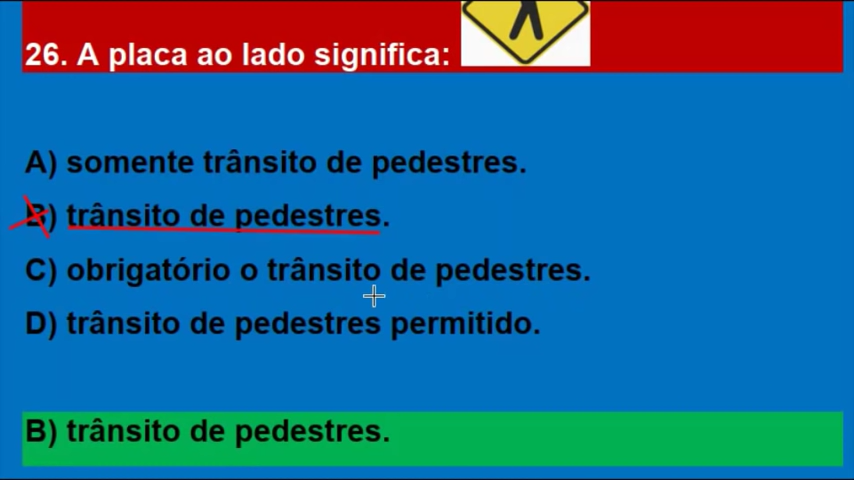 26. A placa ao lado significa:
A) somente trânsito de pedestres.
B) trânsito de pedestres.
C) obrigatório o trânsito de pedestres.
D) trânsito de pedestres permitido.
B) trânsito de pedestres.